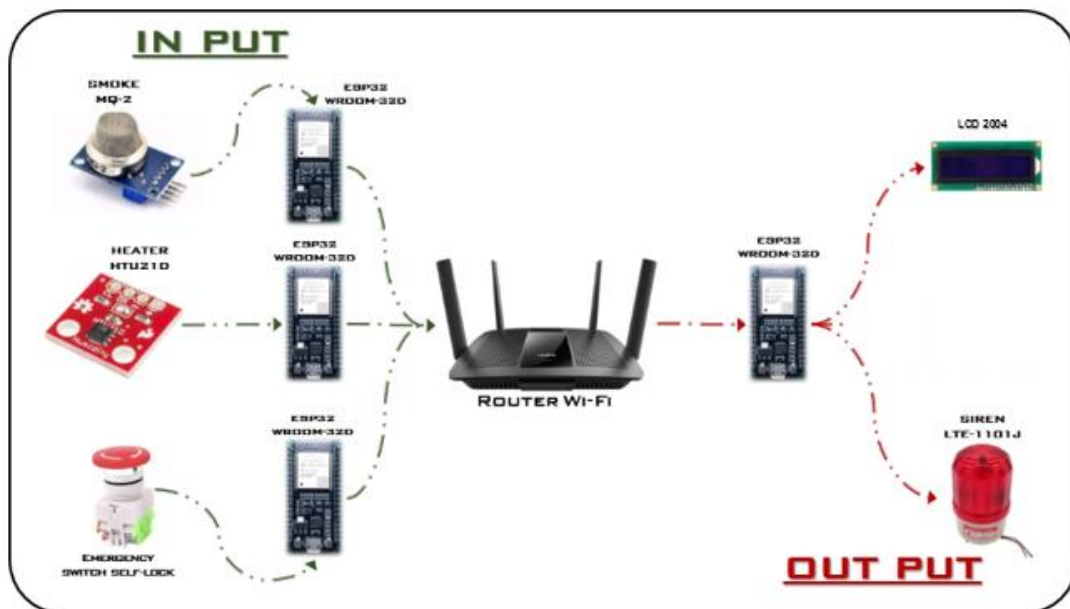 IN PUT
SMOKE
MQ-2
ESP32
WROOM-32D
HEATER
HTU21D
ESP32
WROOM-32D
Humidity
EMERGENCY
SWITCH SELF-LOCK
ESP32
WROOM-32D
ROUTER WI-FI
ESP32
WROOM-32D
LCD 2004
SIREN
LTE-1101J
OUT PUT